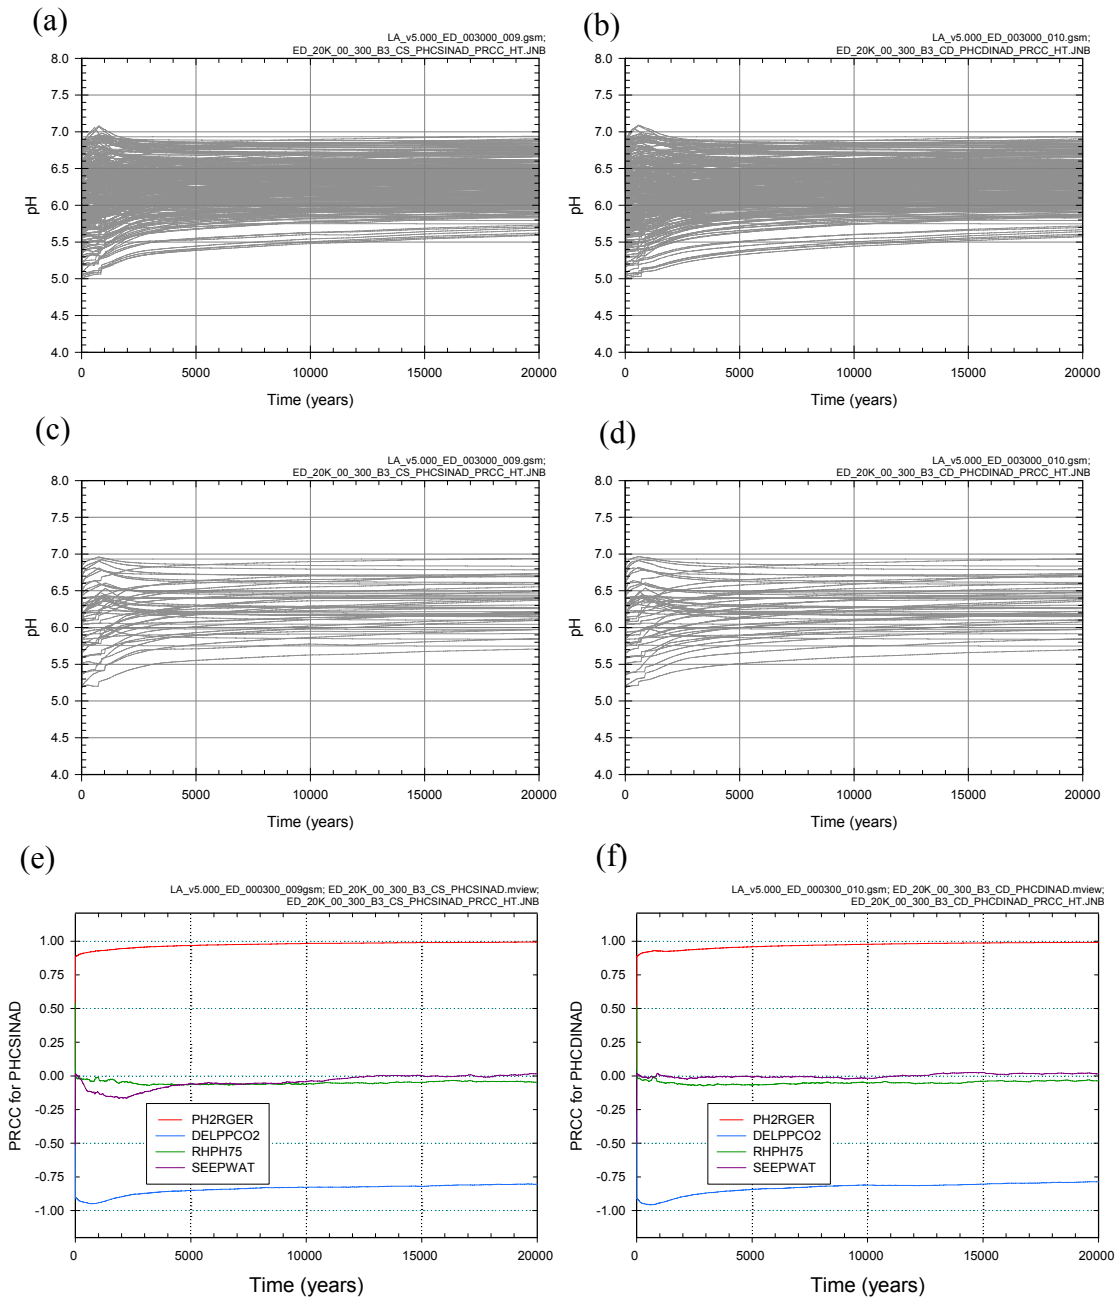 (a)
LA_v5.000_ED_003000_009.gsm;
ED_20K_00_300_B3_CS_PHCSINAD_PRCC_HT.JNB
8.0
7.5
7.0
6.5
6.0
5.5
5.0
4.5
4.0
pH
0 5000 10000 15000 20000
Time (years)
(b)
LA_v5.000_ED_003000_010.gsm;
ED_20K_00_300_B3_CD_PHCDINAD_PRCC_HT.JNB
8.0
7.5
7.0
6.5
6.0
5.5
5.0
4.5
4.0
pH
0 5000 10000 15000 20000
Time (years)
(c)
LA_v5.000_ED_003000_009.gsm;
ED_20K_00_300_B3_CS_PHCSINAD_PRCC_HT.JNB
8.0
7.5
7.0
6.5
6.0
5.5
5.0
4.5
4.0
pH
0 5000 10000 15000 20000
Time (years)
(d)
LA_v5.000_ED_003000_010.gsm;
ED_20K_00_300_B3_CD_PHCDINAD_PRCC_HT.JNB
8.0
7.5
7.0
6.5
6.0
5.5
5.0
4.5
4.0
pH
0 5000 10000 15000 20000
Time (years)
(e)
LA_v5.000_ED_000300_009gsm; ED_20K_00_300_B3_CS_PHCSINAD.mview;
ED_20K_00_300_B3_CS_PHCSINAD_PRCC_HT.JNB
1.00
0.75
0.50
0.25
0.00
-0.25
-0.50
-0.75
-1.00
PRCC for PHCSINAD
PH2RGER
DELPPCO2
RHPH75
SEEPWAT
0 5000 10000 15000 20000
Time (years)
(f)
LA_v5.000_ED_000300_010.gsm; ED_20K_00_300_B3_CD_PHCDINAD.mview;
ED_20K_00_300_B3_CD_PHCDINAD_PRCC_HT.JNB
1.00
0.75
0.50
0.25
0.00
-0.25
-0.50
-0.75
-1.00
PRCC for PHCDINAD
PH2RGER
DELPPCO2
RHPH75
SEEPWAT
0 5000 10000 15000 20000
Time (years)